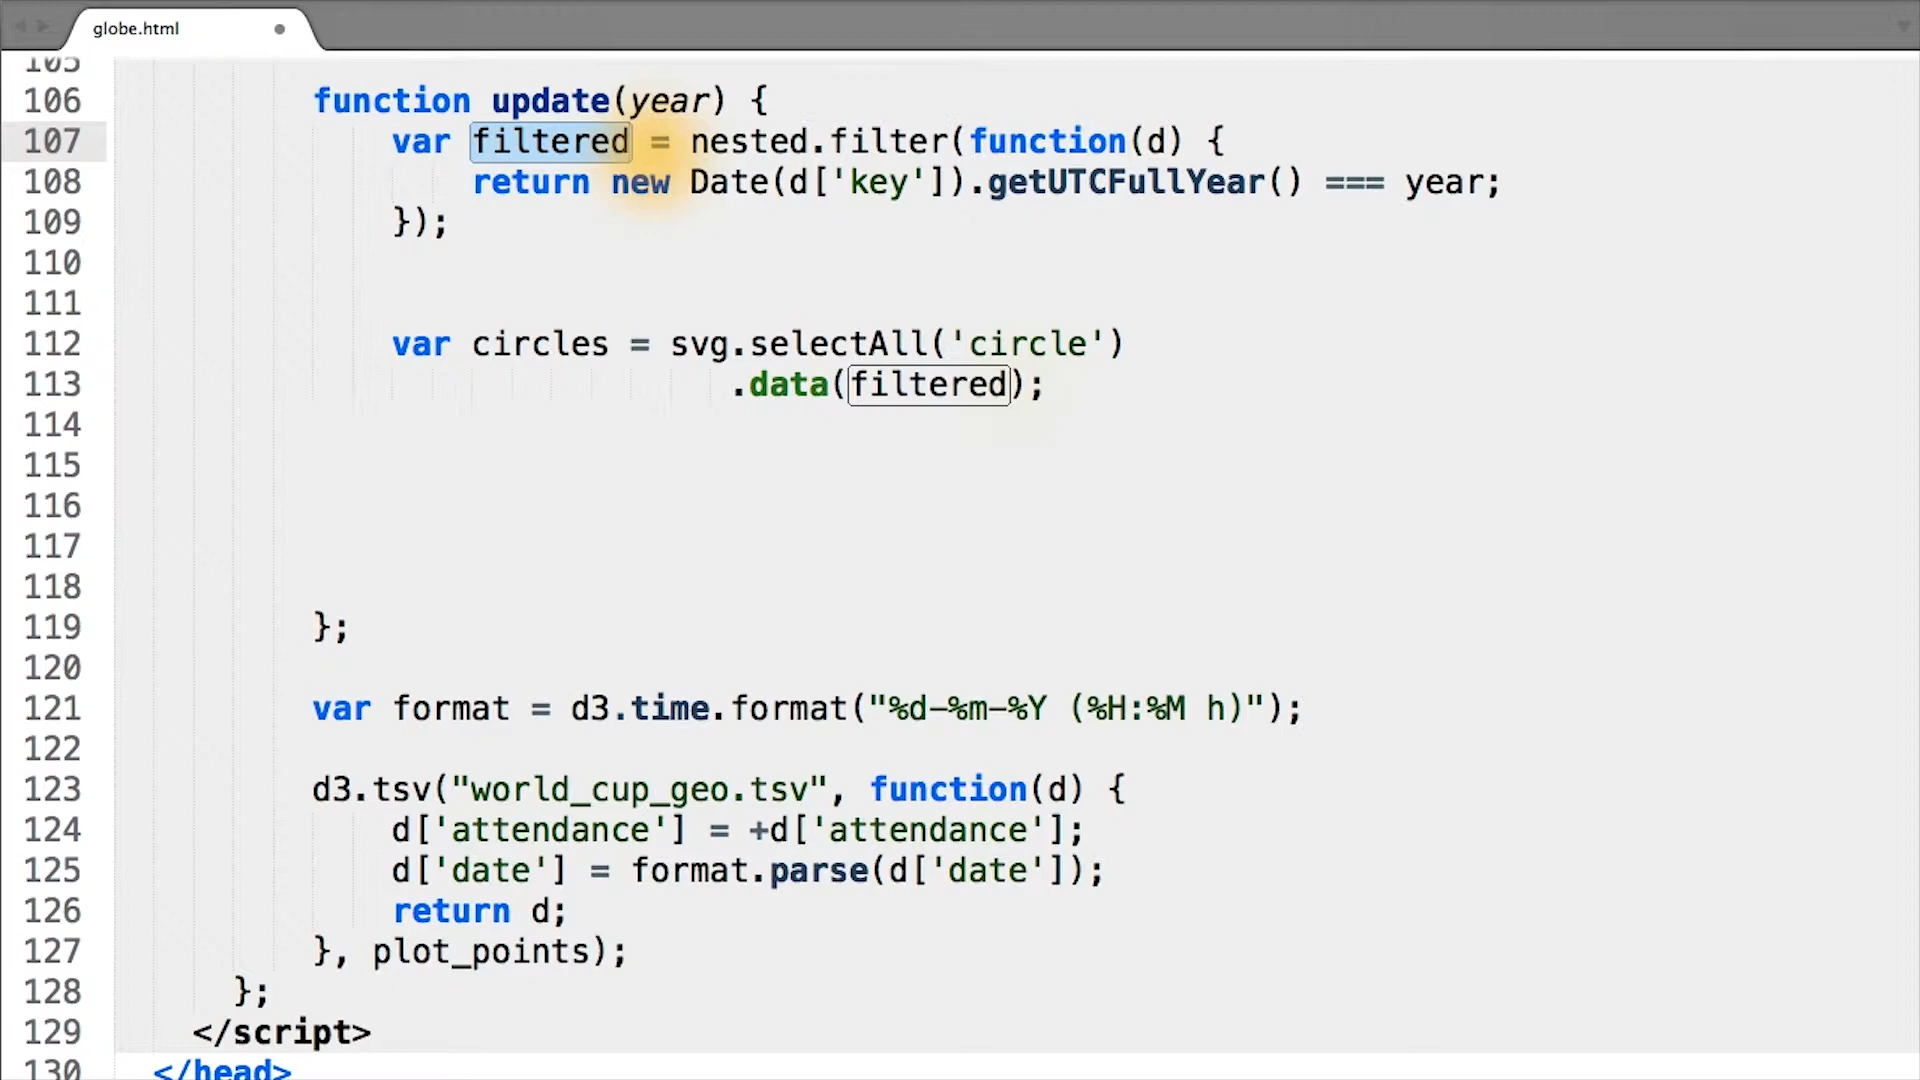 globe.html
105
106 function update(year) {
107 var filtered = nested.filter(function(d) {
108 return new Date(d['key']).getUTCFullYear() === year;
109 });
110
111
112 var circles = svg.selectAll('circle')
113 .data(filtered);
114
115
116
117
118
119 };
120
121 var format = d3.time.format("%d-%m-%Y (%H:%M h)");
122
123 d3.tsv("world_cup_geo.tsv", function(d) {
124 d['attendance'] = +d['attendance'];
125 d['date'] = format.parse(d['date']);
126 return d;
127 }, plot_points);
128 };
129 </script>
130 </head>